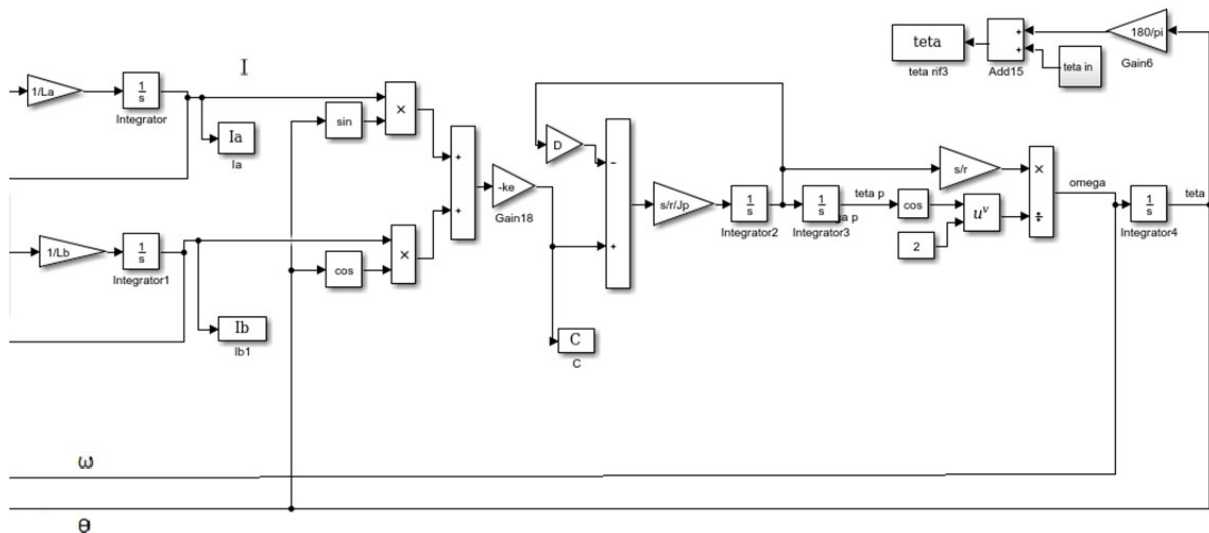 180/pi
teta
+
+
teta in
teta rif3
Add15
Gain6
I
1/La
1
s
Integrator
×
sin
Ia
Ia
D
−
+
+
-ke
Gain18
s/r
×
omega
s/r/Jp
1
s
Integrator2
1
s
Integrator3
teta p
cos
u^v
÷
1
s
Integrator4
teta
2
+
1/Lb
1
s
Integrator1
×
cos
Ib
Ib1
C
C
ω
θ